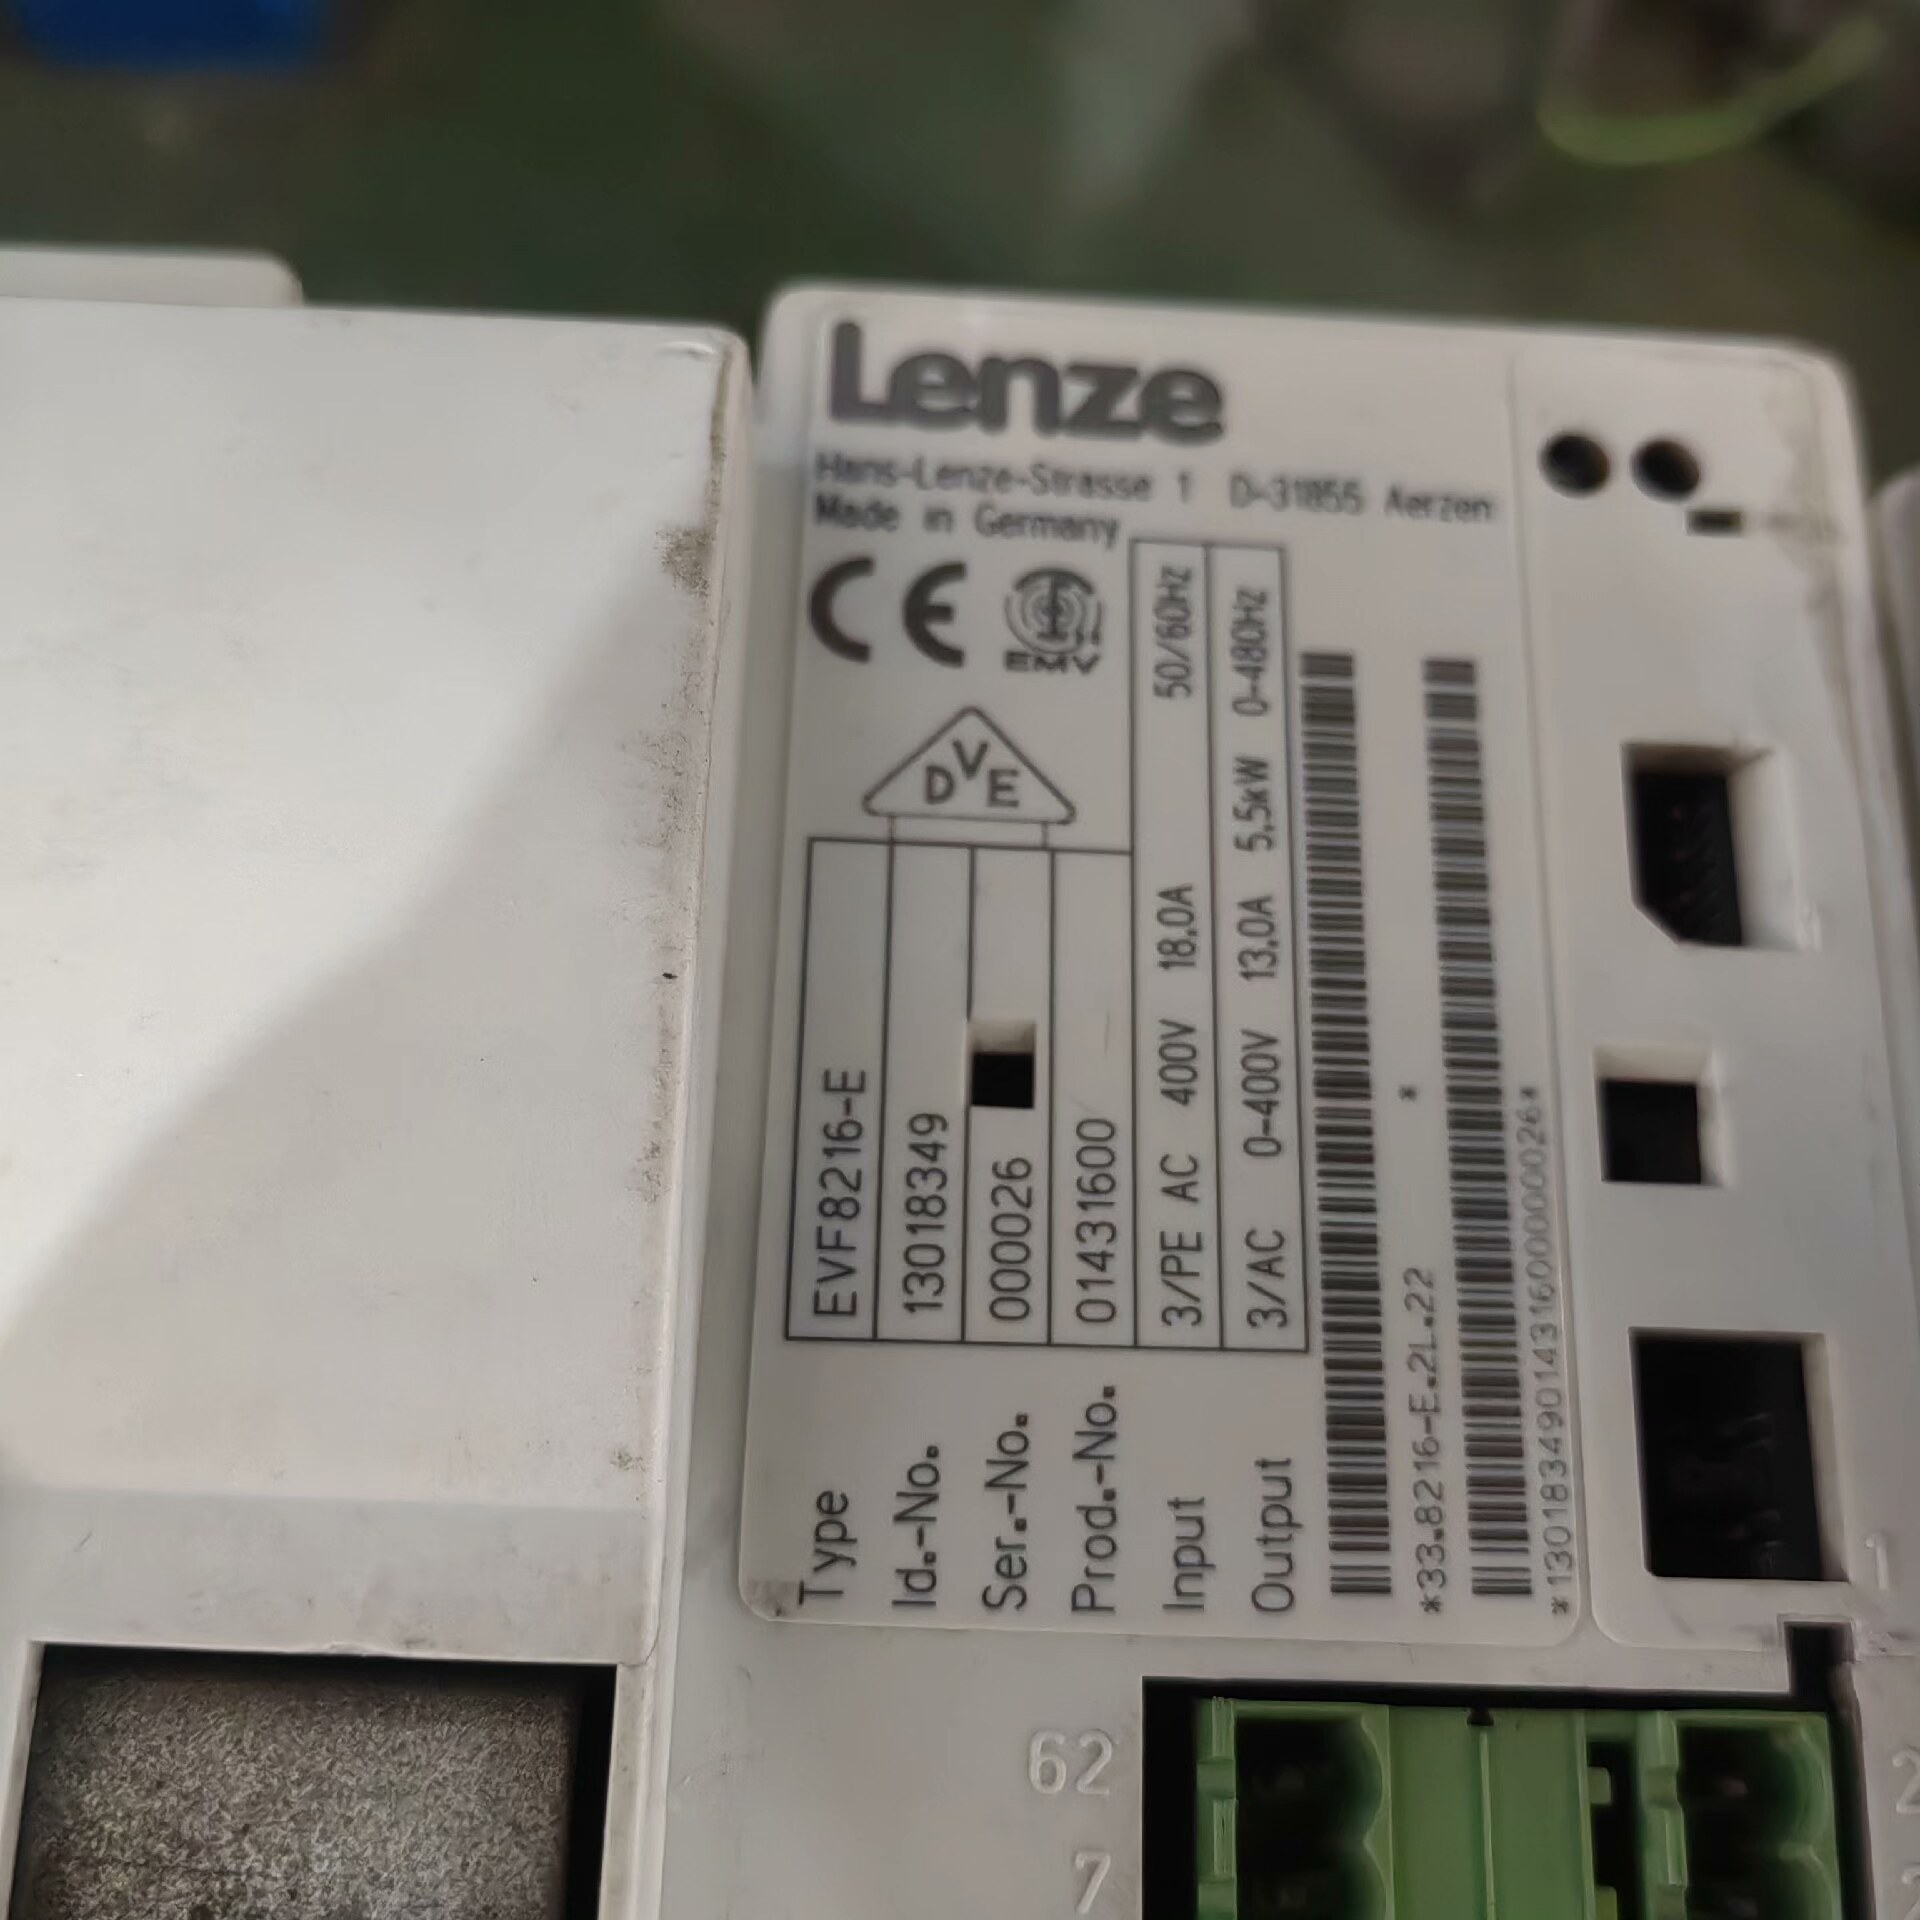 Lenze
Hans-Lenze-Strasse 1 D-31855 Aerzen
Made in Germany
CE
EMV
DVE
Type EVF8216-E
Id.-No. 13018349
Ser.-No. 000026
Prod.-No. 01431600
Input 3/PE AC 400V 18.0A 50/60Hz
Output 3/AC 0-400V 13.0A 5.5kW 0-480Hz
*33.8216-E.2L.22 *
62
7
1